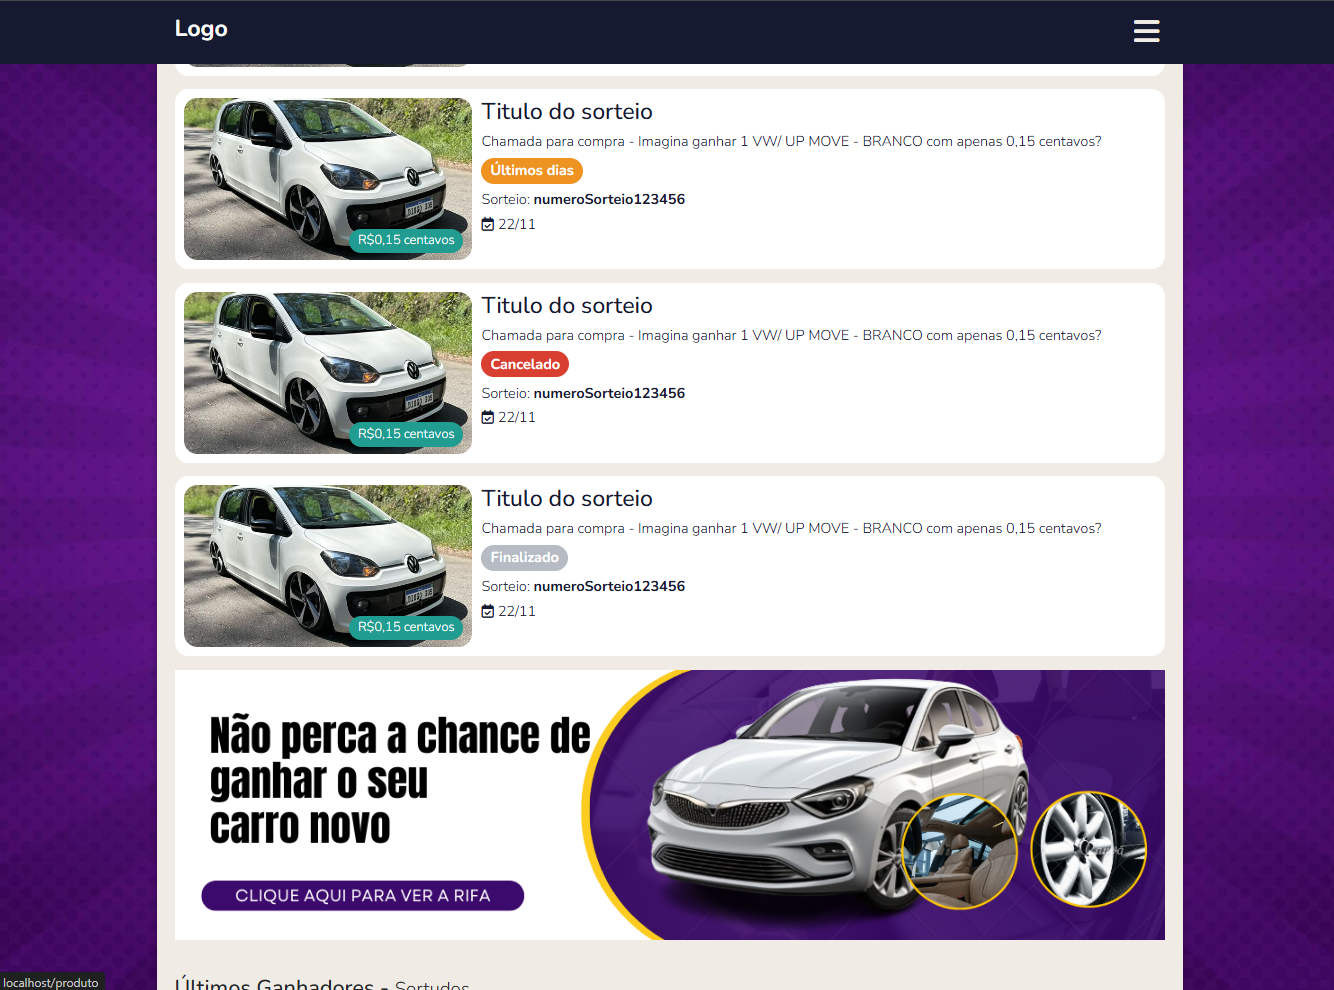 Logo
Titulo do sorteio
Chamada para compra - Imagina ganhar 1 VW/ UP MOVE - BRANCO com apenas 0,15 centavos?
Últimos dias
Sorteio: numeroSorteio123456
22/11
R$0,15 centavos
Titulo do sorteio
Chamada para compra - Imagina ganhar 1 VW/ UP MOVE - BRANCO com apenas 0,15 centavos?
Cancelado
Sorteio: numeroSorteio123456
22/11
R$0,15 centavos
Titulo do sorteio
Chamada para compra - Imagina ganhar 1 VW/ UP MOVE - BRANCO com apenas 0,15 centavos?
Finalizado
Sorteio: numeroSorteio123456
22/11
R$0,15 centavos
Não perca a chance de
ganhar o seu
carro novo
CLIQUE AQUI PARA VER A RIFA
Últimos Ganhadores - Sortudos
localhost/produto